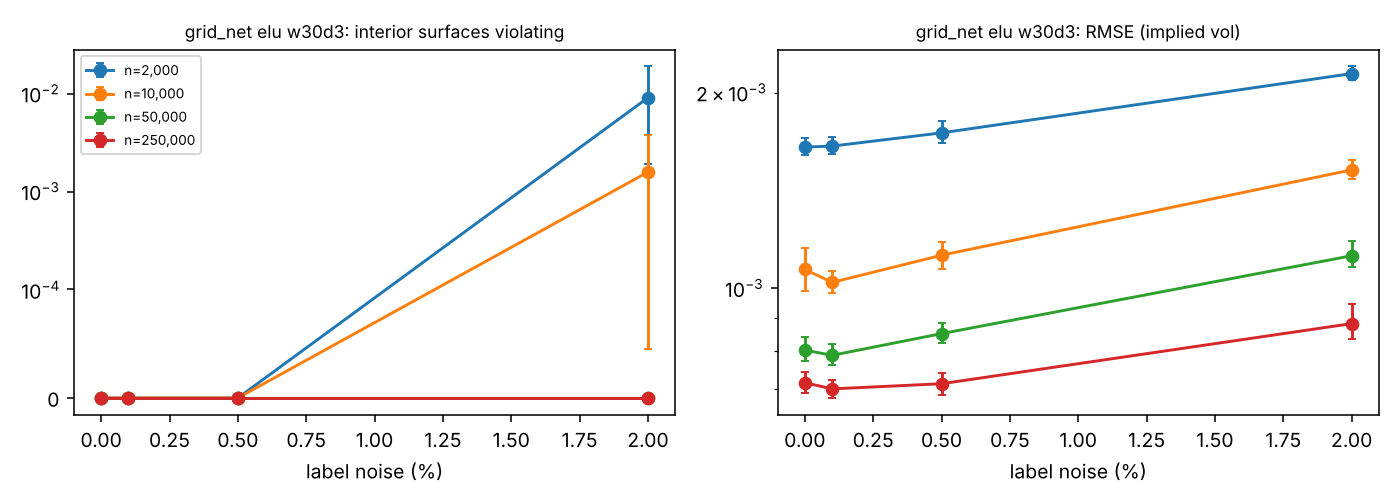 grid_net elu w30d3: interior surfaces violating
n=2,000
n=10,000
n=50,000
n=250,000
10⁻²
10⁻³
10⁻⁴
0
0.00 0.25 0.50 0.75 1.00 1.25 1.50 1.75 2.00
label noise (%)
grid_net elu w30d3: RMSE (implied vol)
2 × 10⁻³
10⁻³
0.00 0.25 0.50 0.75 1.00 1.25 1.50 1.75 2.00
label noise (%)